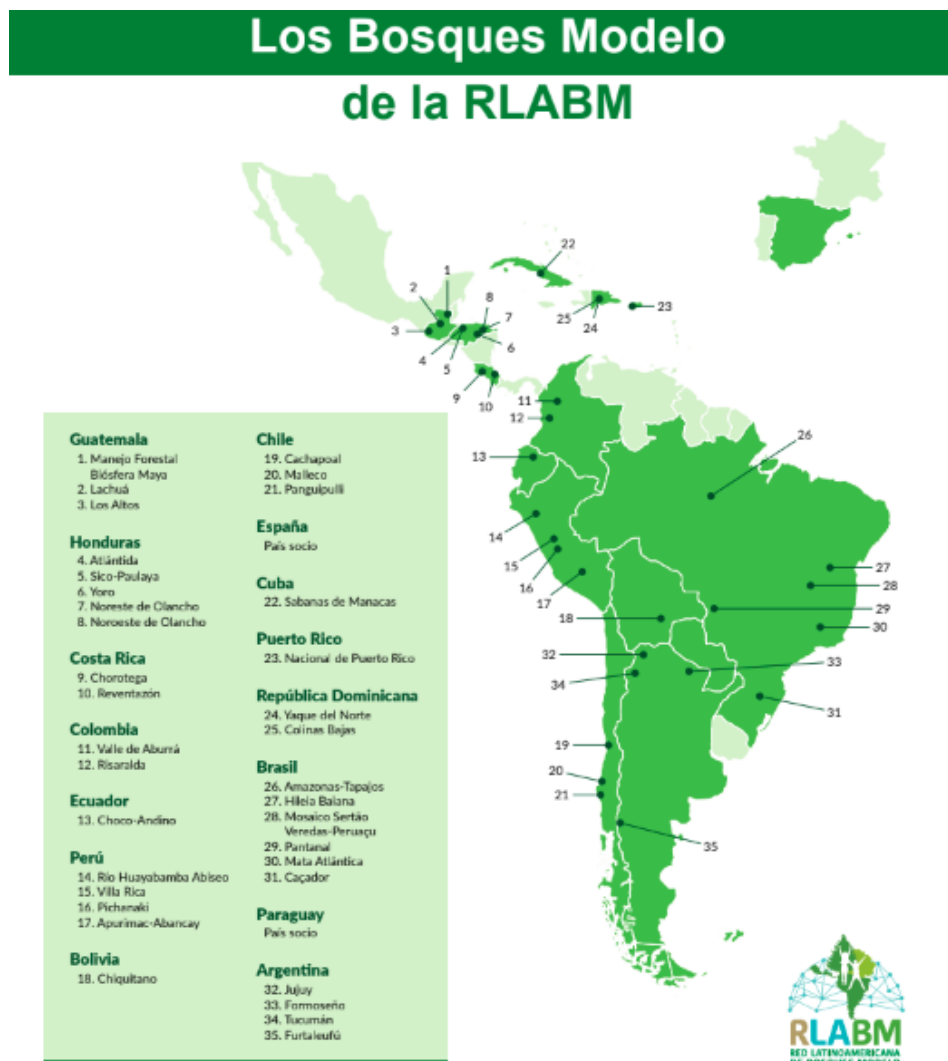 Los Bosques Modelo
de la RLABM
1
2
3
4
5
6
7
8
9
10
11
12
13
14
15
16
17
18
19
20
21
22
23
24
25
26
27
28
29
30
31
32
33
34
35
Guatemala
1. Manejo Forestal
Biósfera Maya
2. Lachuá
3. Los Altos
Honduras
4. Atlántida
5. Sico-Paulaya
6. Yoro
7. Noreste de Olancho
8. Noroeste de Olancho
Costa Rica
9. Chorotega
10. Reventazón
Colombia
11. Valle de Aburrá
12. Risaralda
Ecuador
13. Choco-Andino
Perú
14. Río Huayabamba Abiseo
15. Villa Rica
16. Pichanaki
17. Apurimac-Abancay
Bolivia
18. Chiquitano
Chile
19. Cachapoal
20. Malleco
21. Panguipulli
España
País socio
Cuba
22. Sabanas de Manacas
Puerto Rico
23. Nacional de Puerto Rico
República Dominicana
24. Yaque del Norte
25. Colinas Bajas
Brasil
26. Amazonas-Tapajos
27. Hileia Baiana
28. Mosaico Sertão
Veredas-Peruaçu
29. Pantanal
30. Mata Atlántica
31. Caçador
Paraguay
País socio
Argentina
32. Jujuy
33. Formoseño
34. Tucumán
35. Furtaleufú
RLABM
RED LATINOAMERICANA
DE BOSQUES MODELO